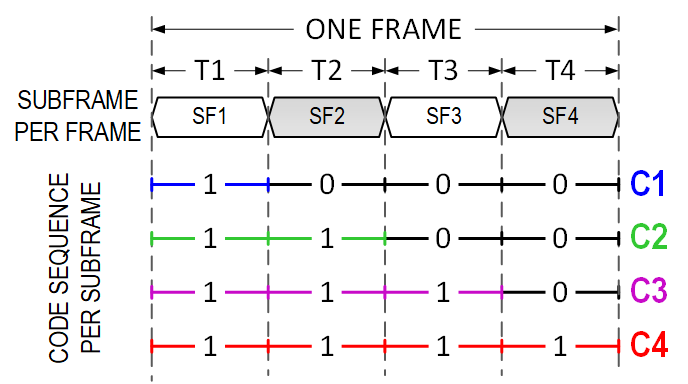 ONE FRAME
T1 T2 T3 T4
SUBFRAME
PER FRAME
SF1 SF2 SF3 SF4
CODE SEQUENCE
PER SUBFRAME
1 0 0 0 C1
1 1 0 0 C2
1 1 1 0 C3
1 1 1 1 C4